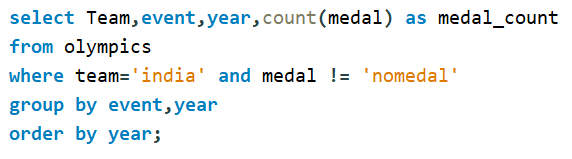 select Team,event,year,count(medal) as medal_count
from olympics
where team='india' and medal != 'nomedal'
group by event,year
order by year;